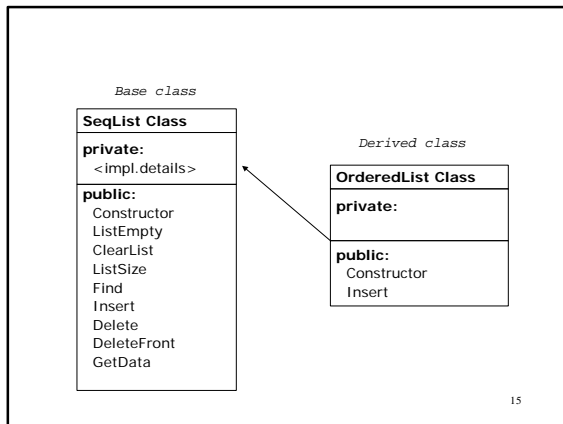 Base class
SeqList Class
private:
<impl.details>
public:
Constructor
ListEmpty
ClearList
ListSize
Find
Insert
Delete
DeleteFront
GetData
Derived class
OrderedList Class
private:
public:
Constructor
Insert
15